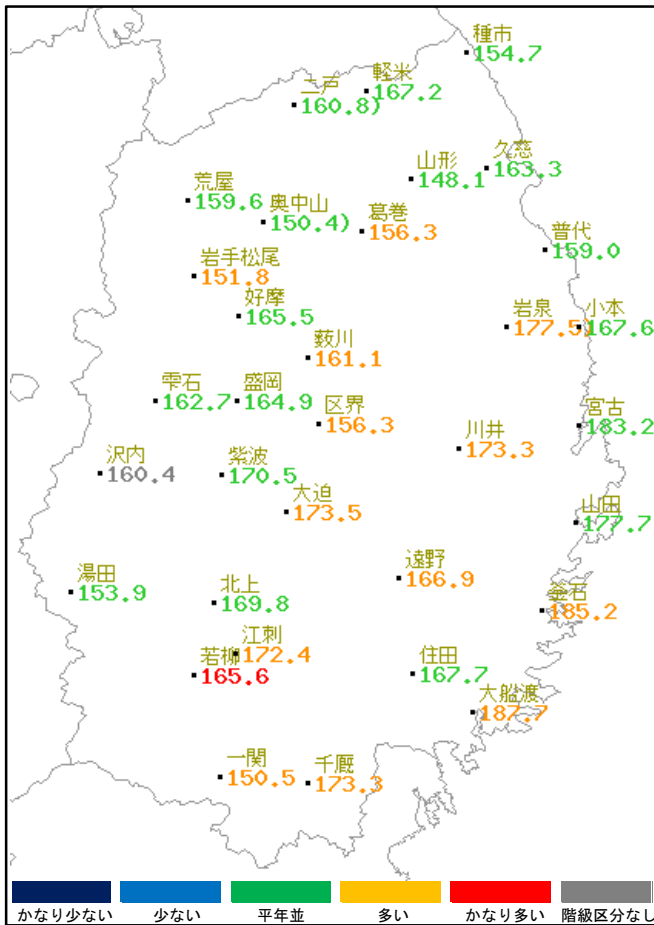 種市
154.7
軽米
167.2
二戸
160.8)
久慈
163.3
山形
148.1
荒屋
159.6
奥中山
150.4)
葛巻
156.3
普代
159.0
岩手松尾
151.8
好摩
165.5
岩泉
177.5)
小本
167.6
薮川
161.1
雫石
162.7
盛岡
164.9
区界
156.3
宮古
183.2
川井
173.3
沢内
160.4
紫波
170.5
大迫
173.5
山田
177.7
遠野
166.9
湯田
153.9
北上
169.8
釜石
185.2
江刺
172.4
若柳
165.6
住田
167.7
大船渡
187.7
一関
150.5
千厩
173.3
かなり少ない 少ない 平年並 多い かなり多い 階級区分なし